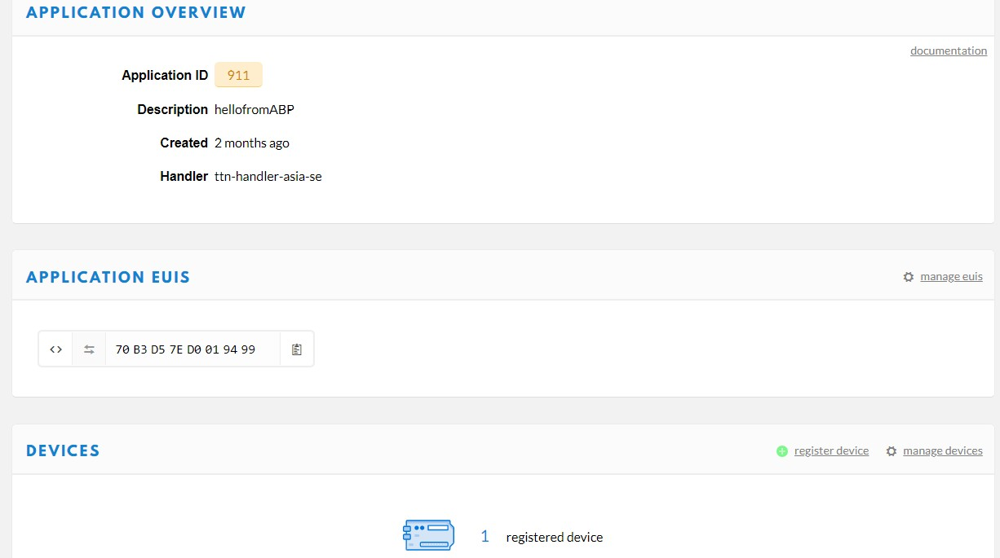 APPLICATION OVERVIEW
documentation
Application ID 911
Description hellofromABP
Created 2 months ago
Handler ttn-handler-asia-se
APPLICATION EUIS
manage euis
<> 70 B3 D5 7E D0 01 94 99
DEVICES
register device manage devices
1 registered device